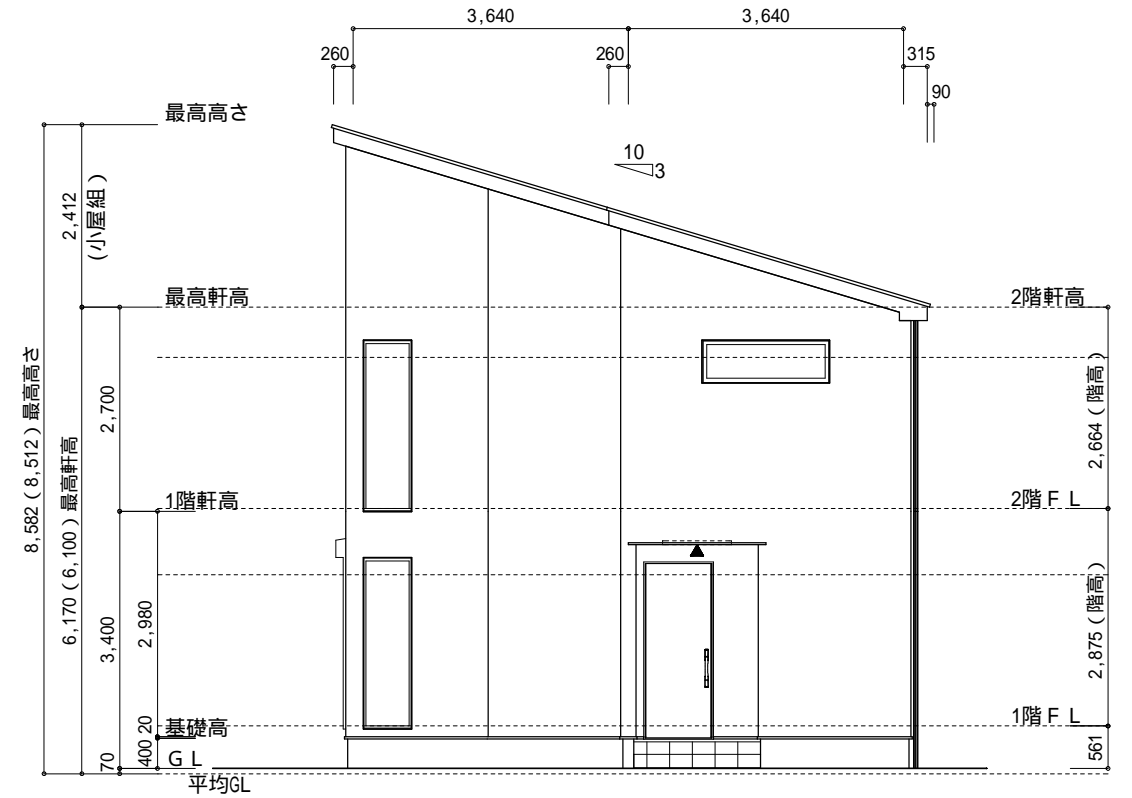 3,640
3,640
260
260
315
90
最高高さ
10
3
2,412
(小屋組)
最高軒高
2階軒高
8,582(8,512)最高高さ
6,170(6,100)最高軒高
2,700
2,664(階高)
1階軒高
2階FL
3,400
2,980
2,875(階高)
20
基礎高
1階FL
70
400
GL
561
平均GL